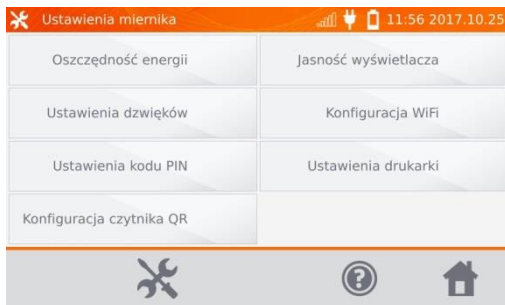 Ustawienia miernika 11:56 2017.10.25
Oszczędność energii Jasność wyświetlacza
Ustawienia dzwięków Konfiguracja WiFi
Ustawienia kodu PIN Ustawienia drukarki
Konfiguracja czytnika QR